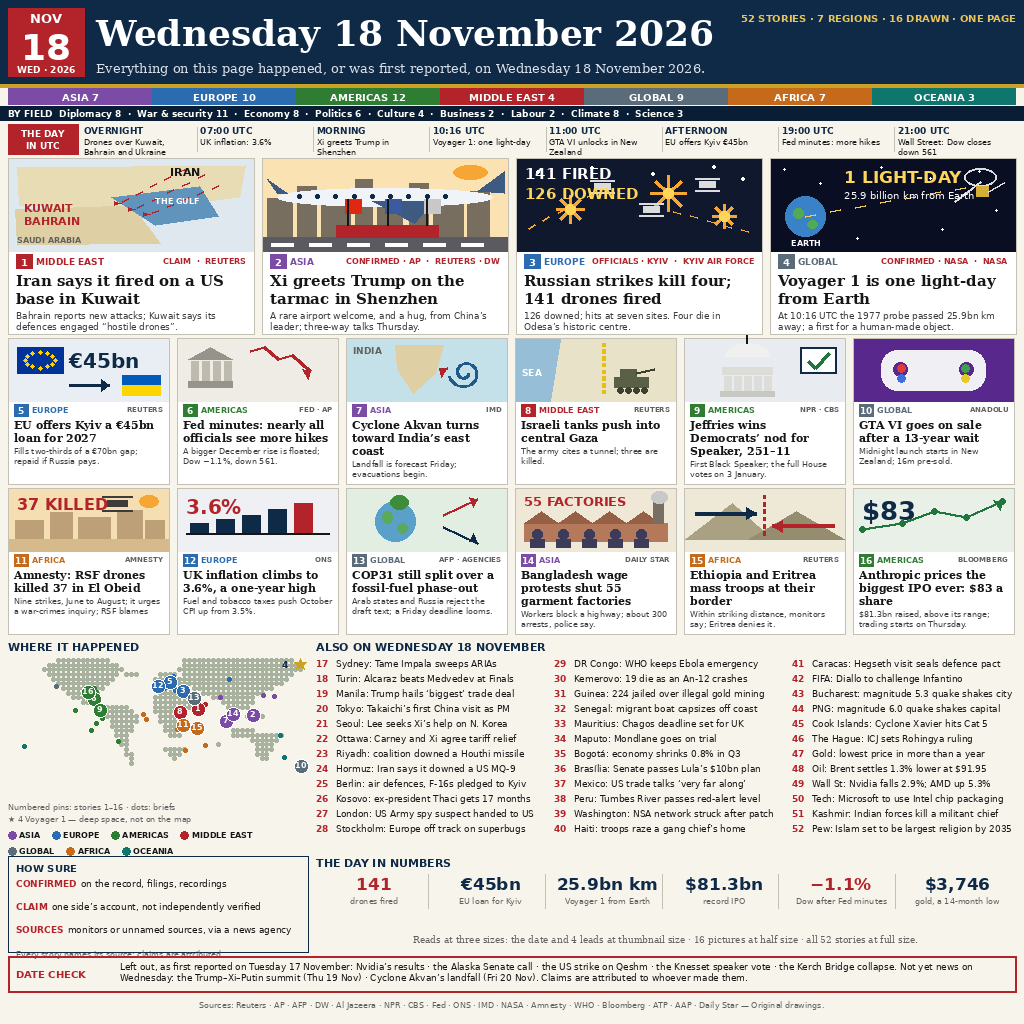 NOV
18
WED · 2026
Wednesday 18 November 2026
52 STORIES · 7 REGIONS · 16 DRAWN · ONE PAGE
Everything on this page happened, or was first reported, on Wednesday 18 November 2026.
ASIA 7
EUROPE 10
AMERICAS 12
MIDDLE EAST 4
GLOBAL 9
AFRICA 7
OCEANIA 3
BY FIELD Diplomacy 8 · War & security 11 · Economy 8 · Politics 6 · Culture 4 · Business 2 · Labour 2 · Climate 8 · Science 3
THE DAY
IN UTC
OVERNIGHT
Drones over Kuwait,
Bahrain and Ukraine
07:00 UTC
UK inflation: 3.6%
MORNING
Xi greets Trump in
Shenzhen
10:16 UTC
Voyager 1: one light-day
11:00 UTC
GTA VI unlocks in New
Zealand
AFTERNOON
EU offers Kyiv €45bn
19:00 UTC
Fed minutes: more hikes
21:00 UTC
Wall Street: Dow closes
down 561
IRAN
KUWAIT
BAHRAIN
THE GULF
SAUDI ARABIA
1 MIDDLE EAST
CLAIM · REUTERS
Iran says it fired on a US
base in Kuwait
Bahrain reports new attacks; Kuwait says its
defences engaged “hostile drones”.
2 ASIA
CONFIRMED · AP · REUTERS · DW
Xi greets Trump on the
tarmac in Shenzhen
A rare airport welcome, and a hug, from China’s
leader; three-way talks Thursday.
141 FIRED
126 DOWNED
3 EUROPE
OFFICIALS · KYIV · KYIV AIR FORCE
Russian strikes kill four;
141 drones fired
126 downed; hits at seven sites. Four die in
Odesa’s historic centre.
1 LIGHT-DAY
25.9 billion km from Earth
EARTH
4 GLOBAL
CONFIRMED · NASA · NASA
Voyager 1 is one light-day
from Earth
At 10:16 UTC the 1977 probe passed 25.9bn km
away; a first for a human-made object.
€45bn
5 EUROPE
REUTERS
EU offers Kyiv a €45bn
loan for 2027
Fills two-thirds of a €70bn gap;
repaid if Russia pays.
6 AMERICAS
FED · AP
Fed minutes: nearly all
officials see more hikes
A bigger December rise is floated;
Dow −1.1%, down 561.
INDIA
7 ASIA
IMD
Cyclone Akvan turns
toward India’s east
coast
Landfall is forecast Friday;
evacuations begin.
SEA
8 MIDDLE EAST
REUTERS
Israeli tanks push into
central Gaza
The army cites a tunnel; three are
killed.
9 AMERICAS
NPR · CBS
Jeffries wins
Democrats’ nod for
Speaker, 251–11
First Black Speaker; the full House
votes on 3 January.
10 GLOBAL
ANADOLU
GTA VI goes on sale
after a 13-year wait
Midnight launch starts in New
Zealand; 16m pre-sold.
37 KILLED
11 AFRICA
AMNESTY
Amnesty: RSF drones
killed 37 in El Obeid
Nine strikes, June to August; it urges
a war-crimes inquiry; RSF blames
3.6%
12 EUROPE
ONS
UK inflation climbs to
3.6%, a one-year high
Fuel and tobacco taxes push October
CPI up from 3.5%.
13 GLOBAL
AFP · AGENCIES
COP31 still split over a
fossil-fuel phase-out
Arab states and Russia reject the
draft text; a Friday deadline looms.
55 FACTORIES
14 ASIA
DAILY STAR
Bangladesh wage
protests shut 55
garment factories
Workers block a highway; about 300
arrests, police say.
15 AFRICA
REUTERS
Ethiopia and Eritrea
mass troops at their
border
Within striking distance, monitors
say; Eritrea denies it.
$83
16 AMERICAS
BLOOMBERG
Anthropic prices the
biggest IPO ever: $83 a
share
$81.3bn raised, above its range;
trading starts on Thursday.
WHERE IT HAPPENED
4
16
9
12
5
3
13
8
1
11
15
7
14
2
10
Numbered pins: stories 1–16 · dots: briefs
★ 4 Voyager 1 — deep space, not on the map
ASIA
EUROPE
AMERICAS
MIDDLE EAST
GLOBAL
AFRICA
OCEANIA
ALSO ON WEDNESDAY 18 NOVEMBER
17 Sydney: Tame Impala sweeps ARIAs
18 Turin: Alcaraz beats Medvedev at Finals
19 Manila: Trump hails ‘biggest’ trade deal
20 Tokyo: Takaichi’s first China visit as PM
21 Seoul: Lee seeks Xi’s help on N. Korea
22 Ottawa: Carney and Xi agree tariff relief
23 Riyadh: coalition downed a Houthi missile
24 Hormuz: Iran says it downed a US MQ-9
25 Berlin: air defences, F-16s pledged to Kyiv
26 Kosovo: ex-president Thaci gets 17 months
27 London: US Army spy suspect handed to US
28 Stockholm: Europe off track on superbugs
29 DR Congo: WHO keeps Ebola emergency
30 Kemerovo: 19 die as An-12 crashes
31 Guinea: 224 jailed over illegal gold mining
32 Senegal: migrant boat capsizes off coast
33 Mauritius: Chagos deadline set for UK
34 Maputo: Mondlane goes on trial
35 Bogotá: economy shrinks 0.8% in Q3
36 Brasília: Senate passes Lula’s $10bn plan
37 Mexico: US trade talks ‘very far along’
38 Peru: Tumbes River passes red-alert level
39 Washington: NSA network struck after patch
40 Haiti: troops raze a gang chief’s home
41 Caracas: Hegseth visit seals defence pact
42 FIFA: Diallo to challenge Infantino
43 Bucharest: magnitude 5.3 quake shakes city
44 PNG: magnitude 6.0 quake shakes capital
45 Cook Islands: Cyclone Xavier hits Cat 5
46 The Hague: ICJ sets Rohingya ruling
47 Gold: lowest price in more than a year
48 Oil: Brent settles 1.3% lower at $91.95
49 Wall St: Nvidia falls 2.9%; AMD up 5.3%
50 Tech: Microsoft to use Intel chip packaging
51 Kashmir: Indian forces kill a militant chief
52 Pew: Islam set to be largest religion by 2035
HOW SURE
CONFIRMED on the record, filings, recordings
CLAIM one side’s account, not independently verified
SOURCES monitors or unnamed sources, via a news agency
Every story names its source; claims are attributed.
THE DAY IN NUMBERS
141
drones fired
€45bn
EU loan for Kyiv
25.9bn km
Voyager 1 from Earth
$81.3bn
record IPO
−1.1%
Dow after Fed minutes
$3,746
gold, a 14-month low
Reads at three sizes: the date and 4 leads at thumbnail size · 16 pictures at half size · all 52 stories at full size.
DATE CHECK
Left out, as first reported on Tuesday 17 November: Nvidia’s results · the Alaska Senate call · the US strike on Qeshm · the Knesset speaker vote · the Kerch Bridge collapse. Not yet news on
Wednesday: the Trump–Xi–Putin summit (Thu 19 Nov) · Cyclone Akvan’s landfall (Fri 20 Nov). Claims are attributed to whoever made them.
Sources: Reuters · AP · AFP · DW · Al Jazeera · NPR · CBS · Fed · ONS · IMD · NASA · Amnesty · WHO · Bloomberg · ATP · AAP · Daily Star — Original drawings.